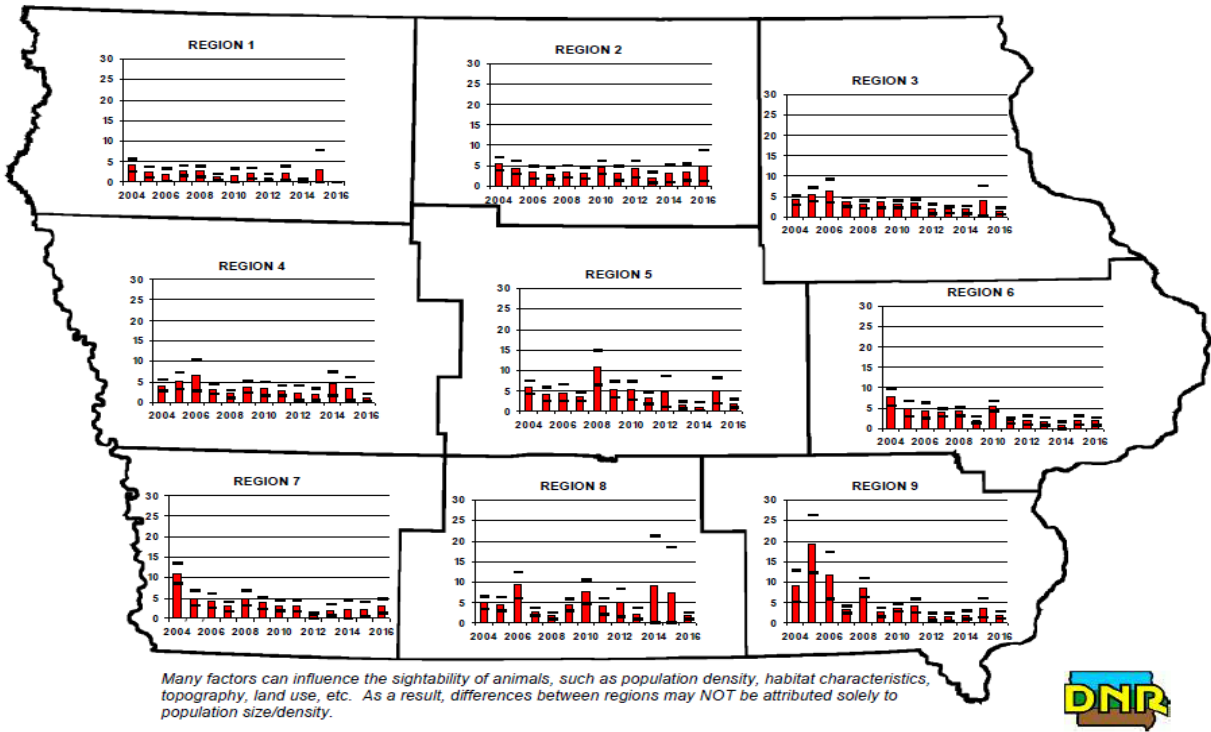 REGION 1
30
25
20
15
10
5
0
2004 2006 2008 2010 2012 2014 2016
REGION 2
30
25
20
15
10
5
0
2004 2006 2008 2010 2012 2014 2016
REGION 3
30
25
20
15
10
5
0
2004 2006 2008 2010 2012 2014 2016
REGION 4
30
25
20
15
10
5
0
2004 2006 2008 2010 2012 2014 2016
REGION 5
30
25
20
15
10
5
0
2004 2006 2008 2010 2012 2014 2016
REGION 6
30
25
20
15
10
5
0
2004 2006 2008 2010 2012 2014 2016
REGION 7
30
25
20
15
10
5
0
2004 2006 2008 2010 2012 2014 2016
REGION 8
30
25
20
15
10
5
0
2004 2006 2008 2010 2012 2014 2016
REGION 9
30
25
20
15
10
5
0
2004 2006 2008 2010 2012 2014 2016
Many factors can influence the sightability of animals, such as population density, habitat characteristics,
topography, land use, etc. As a result, differences between regions may NOT be attributed solely to
population size/density.
DNR